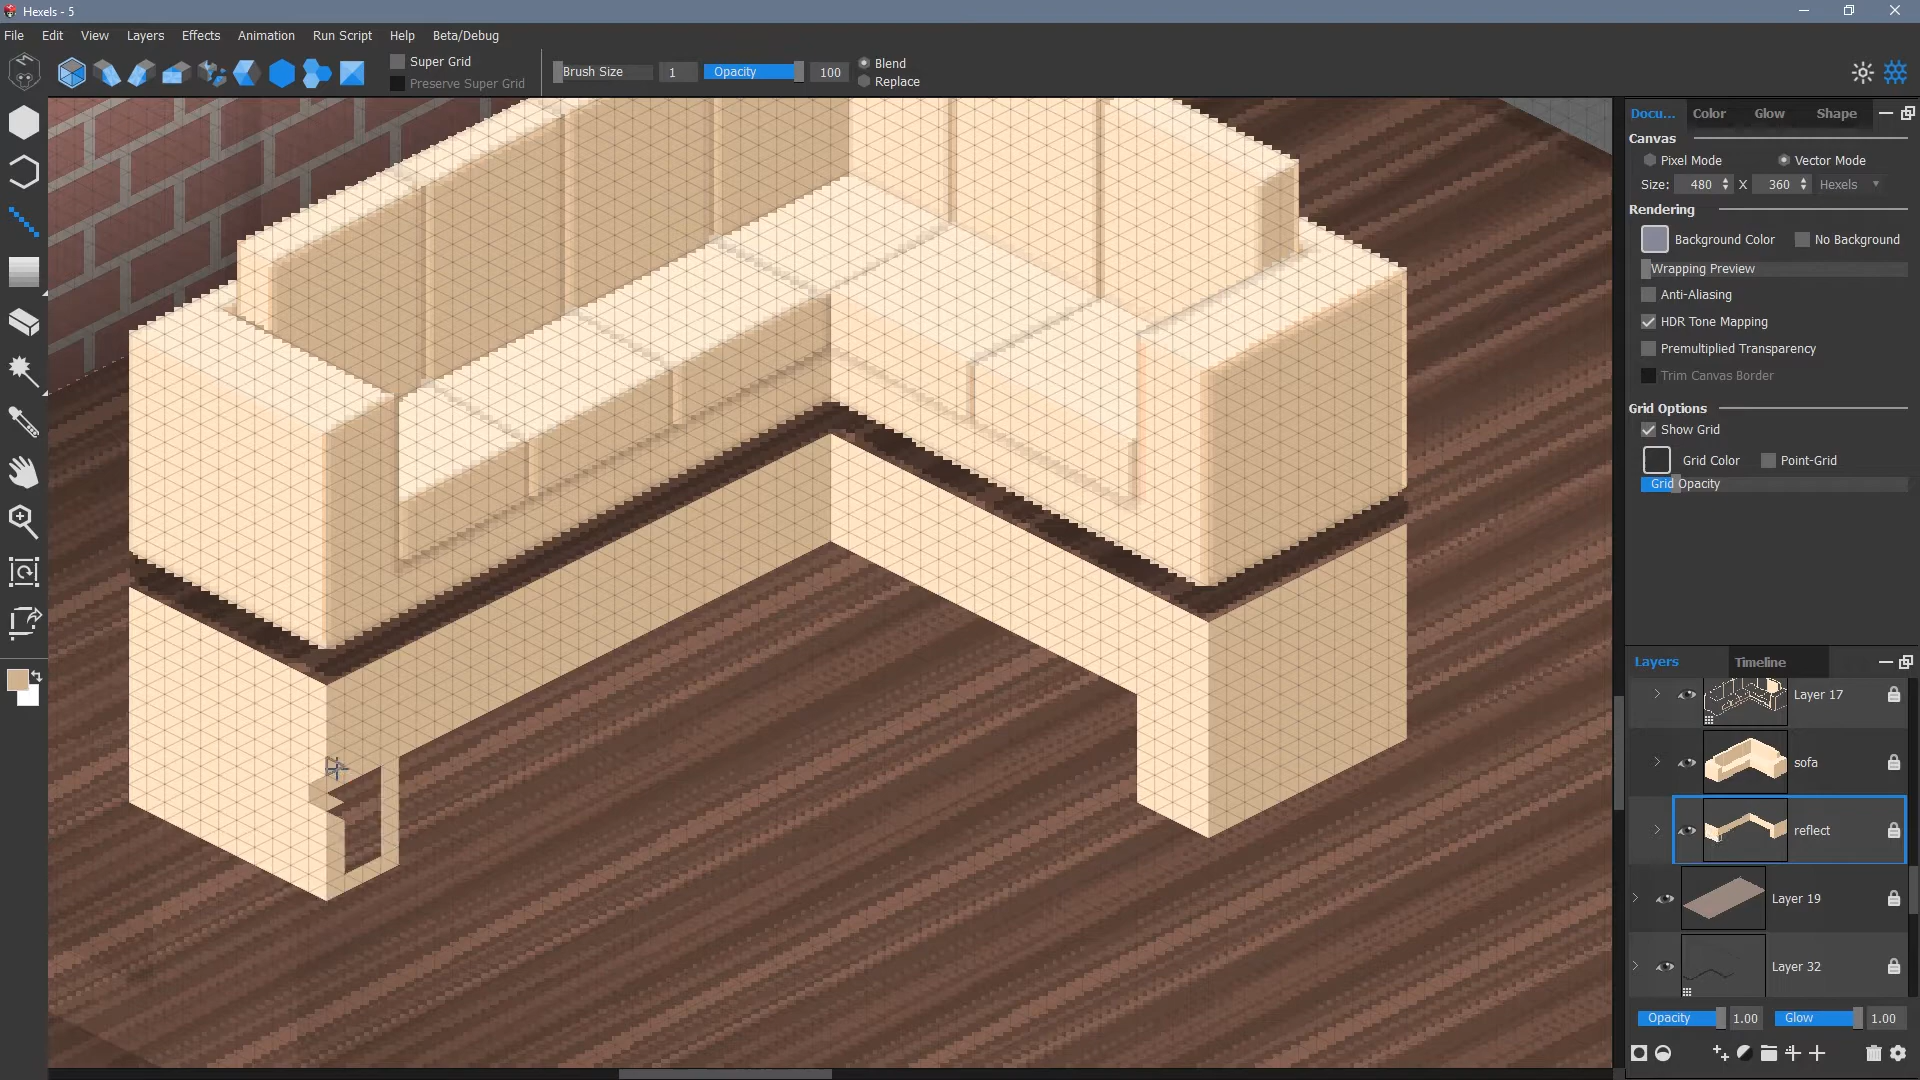 Hexels - 5
File Edit View Layers Effects Animation Run Script Help Beta/Debug
Super Grid
Preserve Super Grid
Brush Size 1 Opacity 100
Blend
Replace
Docu... Color Glow Shape
Canvas
Pixel Mode Vector Mode
Size: 480 X 360 Hexels
Rendering
Background Color No Background
Wrapping Preview
Anti-Aliasing
HDR Tone Mapping
Premultiplied Transparency
Trim Canvas Border
Grid Options
Show Grid
Grid Color Point-Grid
Grid Opacity
Layers Timeline
Layer 17
sofa
reflect
Layer 19
Layer 32
Opacity 1.00 Glow 1.00